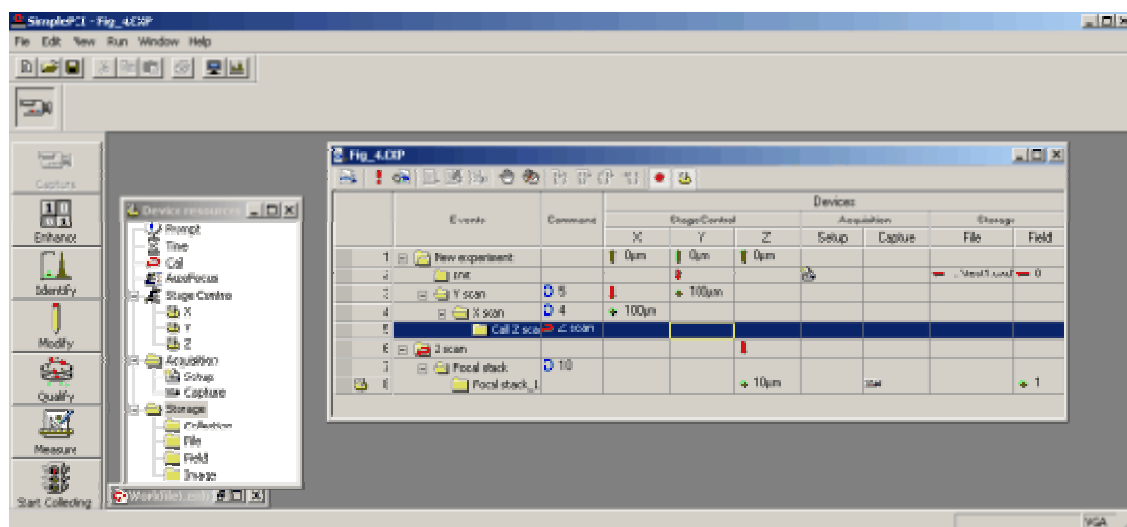 SimplePCI - Fig_4.CXP
File Edit View Run Window Help
Capture
Enhance
Identify
Modify
Qualify
Measure
Start Collecting
Device resources
Prompt
Time
Call
AutoFocus
Stage Control
X
Y
Z
Acquisition
Setup
Capture
Storage
Collection
File
Field
Image
Fig_4.CXP
Devices
Events Command Stage Control Acquisition Storage
X Y Z Setup Capture File Field
1 New experiment 0µm 0µm 0µm
2 0
3 Y scan 5 100µm
4 X scan 4 100µm
5 Call Z scan Z scan
6 Z scan
7 Focal stack 10
8 Focal stack_1 10µm 1
VGA